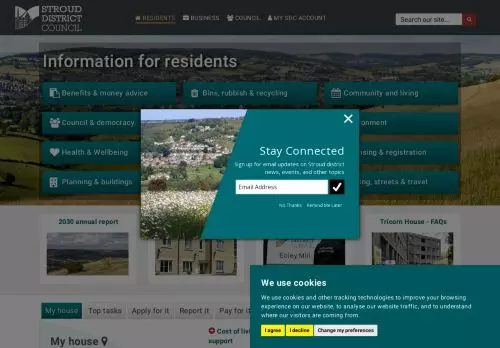 STROUD
DISTRICT
COUNCIL
RESIDENTS
BUSINESS
COUNCIL
MY SDC ACCOUNT
Search our site...
Information for residents
Benefits & money advice
Bins, rubbish & recycling
Community and living
Council & democracy
onment
Health & Wellbeing
sing & registration
Planning & buildings
ng, streets & travel
Stay Connected
Sign up for email updates on Stroud district
news, events, and other topics
Email Address
No Thanks
Remind Me Later
2030 annual report
Tricorn House - FAQs
Ebley Mill
We use cookies
We use cookies and other tracking technologies to improve your browsing
experience on our website, to analyse our website traffic, and to understand
where our visitors are coming from.
I agree
I decline
Change my preferences
My house
Top tasks
Apply for it
Report it
Pay for it
My house
Cost of livi
support